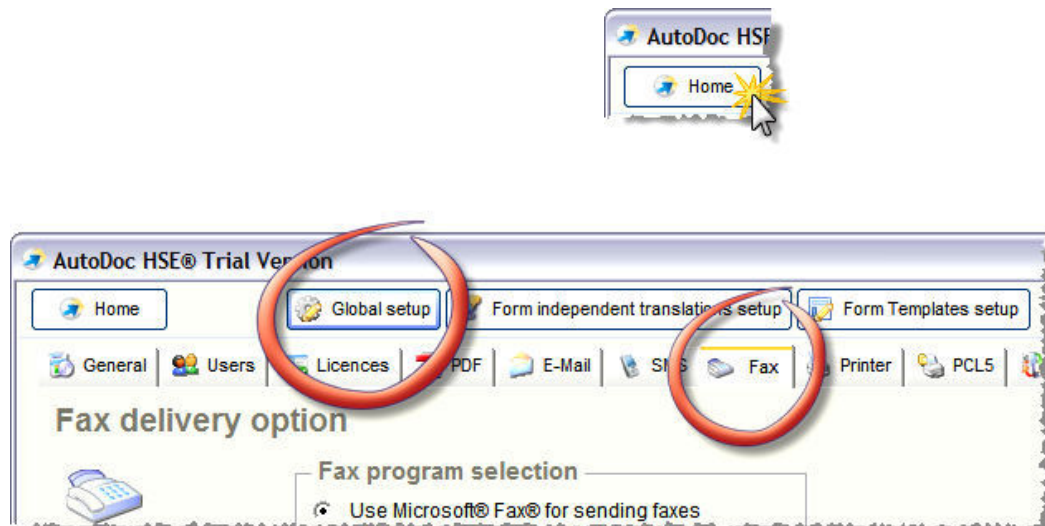 AutoDoc HSE
Home
AutoDoc HSE® Trial Version
Home Global setup Form independent translations setup Form Templates setup
General Users Licences PDF E-Mail SMS Fax Printer PCL5
Fax delivery option
Fax program selection
Use Microsoft® Fax® for sending faxes